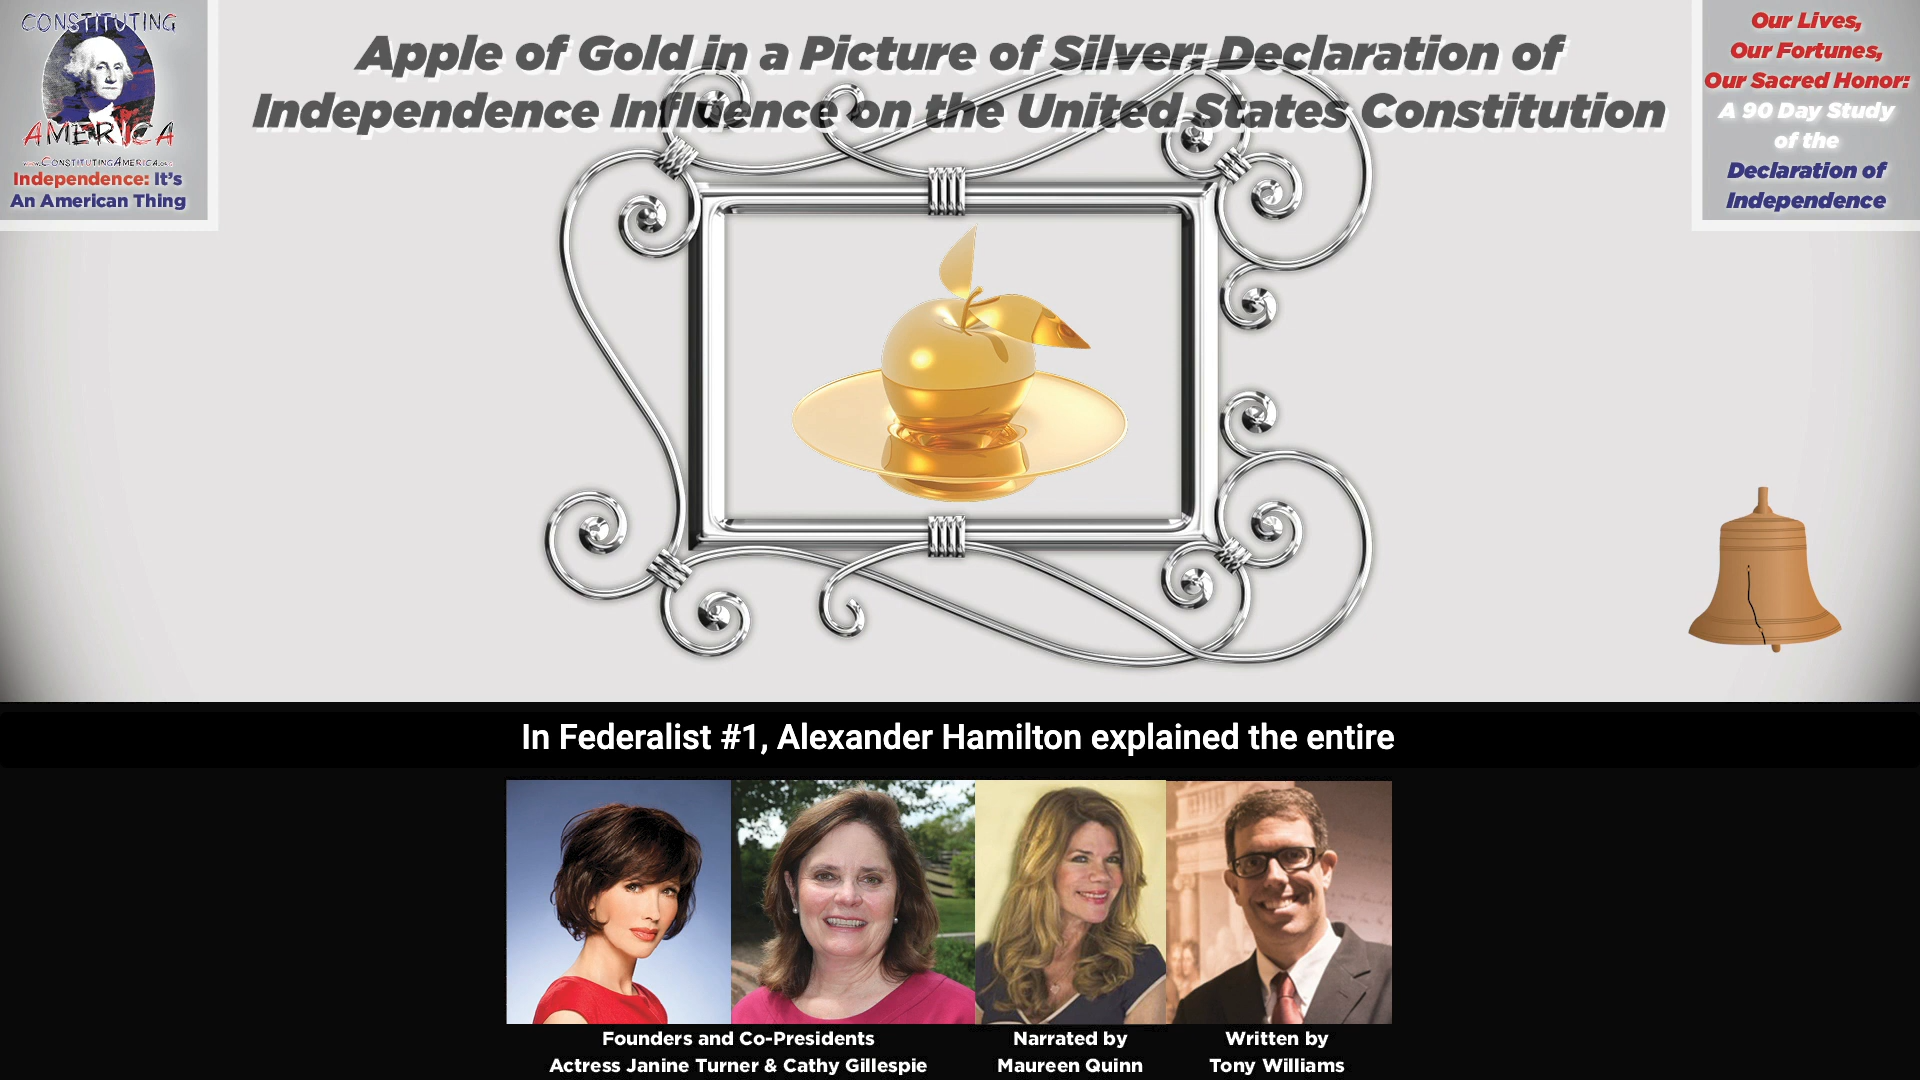 CONSTITUTING
AMERICA
www.ConstitutingAmerica.org
Independence: It's
An American Thing
Apple of Gold in a Picture of Silver: Declaration of
Independence Influence on the United States Constitution
Our Lives,
Our Fortunes,
Our Sacred Honor:
A 90 Day Study
of the
Declaration of
Independence
In Federalist #1, Alexander Hamilton explained the entire
Founders and Co-Presidents
Actress Janine Turner & Cathy Gillespie
Narrated by
Maureen Quinn
Written by
Tony Williams